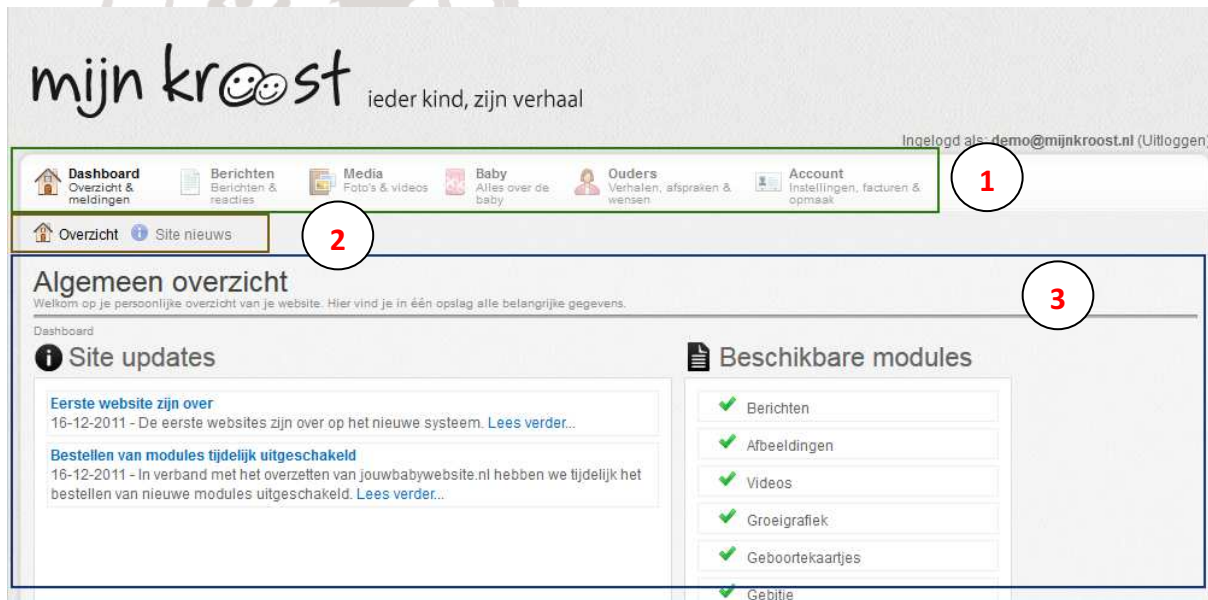 mijn kroost ieder kind, zijn verhaal
Ingelogd als: demo@mijnkroost.nl (Uitloggen)
Dashboard
Overzicht &
meldingen
Berichten
Berichten &
reacties
Media
Foto's & videos
Baby
Alles over de
baby
Ouders
Verhalen, afspraken &
wensen
Account
Instellingen, facturen &
opmaak
1
Overzicht Site nieuws
2
3
Algemeen overzicht
Welkom op je persoonlijke overzicht van je website. Hier vind je in één opslag alle belangrijke gegevens.
Dashboard
Site updates
Eerste website zijn over
16-12-2011 - De eerste websites zijn over op het nieuwe systeem. Lees verder...
Bestellen van modules tijdelijk uitgeschakeld
16-12-2011 - In verband met het overzetten van jouwbabywebsite.nl hebben we tijdelijk het
bestellen van nieuwe modules uitgeschakeld. Lees verder...
Beschikbare modules
Berichten
Afbeeldingen
Videos
Groeigrafiek
Geboortekaartjes
Gebitje